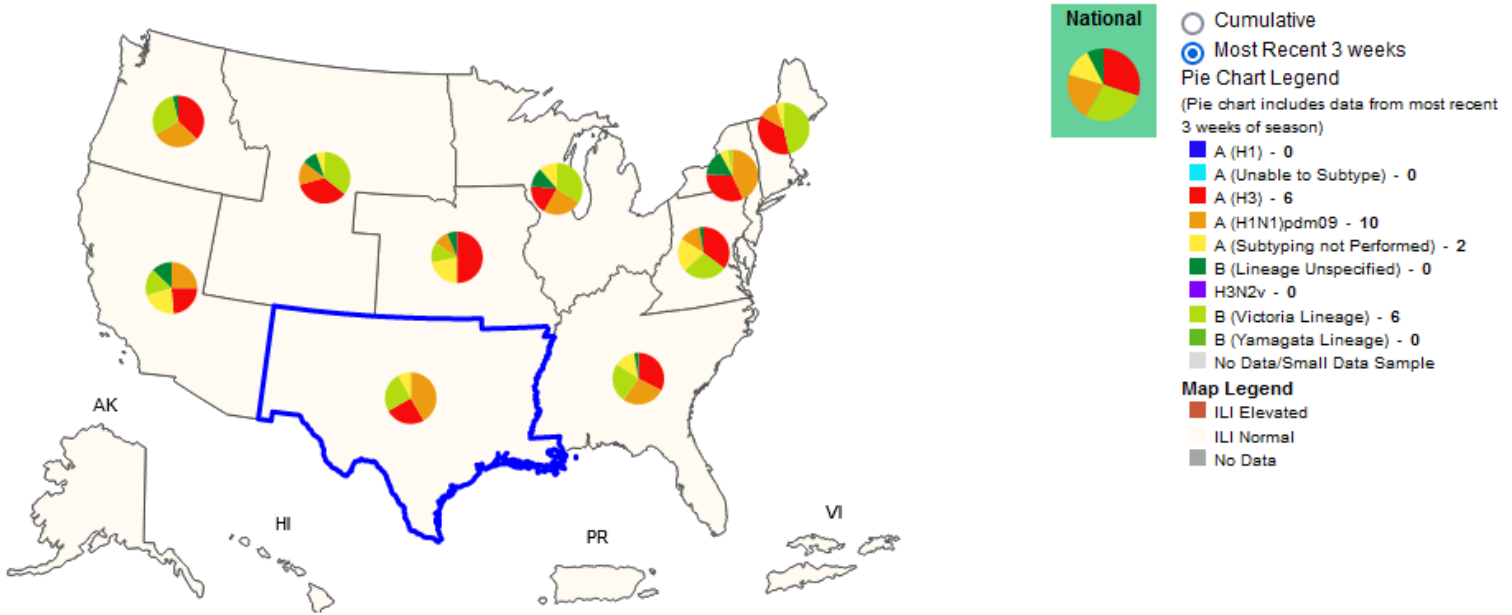 National
Cumulative
Most Recent 3 weeks
Pie Chart Legend
(Pie chart includes data from most recent
3 weeks of season)
A (H1) - 0
A (Unable to Subtype) - 0
A (H3) - 6
A (H1N1)pdm09 - 10
A (Subtyping not Performed) - 2
B (Lineage Unspecified) - 0
H3N2v - 0
B (Victoria Lineage) - 6
B (Yamagata Lineage) - 0
No Data/Small Data Sample
Map Legend
ILI Elevated
ILI Normal
No Data
AK
HI
PR
VI